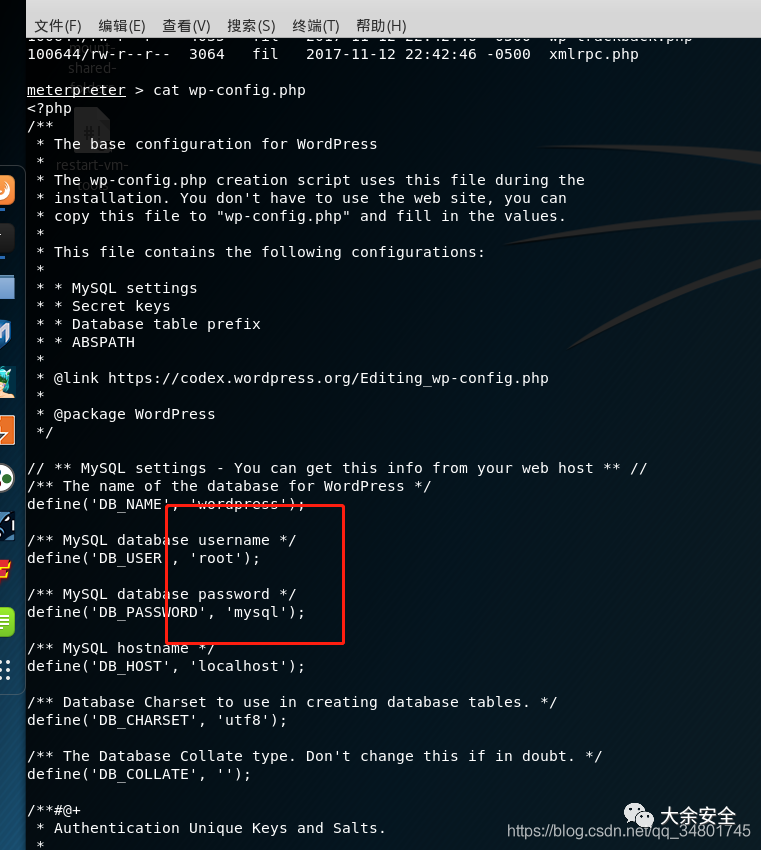 文件(F) 编辑(E) 查看(V) 搜索(S) 终端(T) 帮助(H)
100644/rw-r--r-- 3064 fil 2017-11-12 22:42:46 -0500 xmlrpc.php
meterpreter > cat wp-config.php
<?php
/**
 * The base configuration for WordPress
 *
 * The wp-config.php creation script uses this file during the
 * installation. You don't have to use the web site, you can
 * copy this file to "wp-config.php" and fill in the values.
 *
 * This file contains the following configurations:
 *
 * * MySQL settings
 * * Secret keys
 * * Database table prefix
 * * ABSPATH
 *
 * @link https://codex.wordpress.org/Editing_wp-config.php
 *
 * @package WordPress
 */
// ** MySQL settings - You can get this info from your web host ** //
/** The name of the database for WordPress */
define('DB_NAME', 'wordpress');
/** MySQL database username */
define('DB_USER', 'root');
/** MySQL database password */
define('DB_PASSWORD', 'mysql');
/** MySQL hostname */
define('DB_HOST', 'localhost');
/** Database Charset to use in creating database tables. */
define('DB_CHARSET', 'utf8');
/** The Database Collate type. Don't change this if in doubt. */
define('DB_COLLATE', '');
/**#@+
 * Authentication Unique Keys and Salts.
 *
mount-
shared-
restart-vm-
大余安全
https://blog.csdn.net/qq_34801745